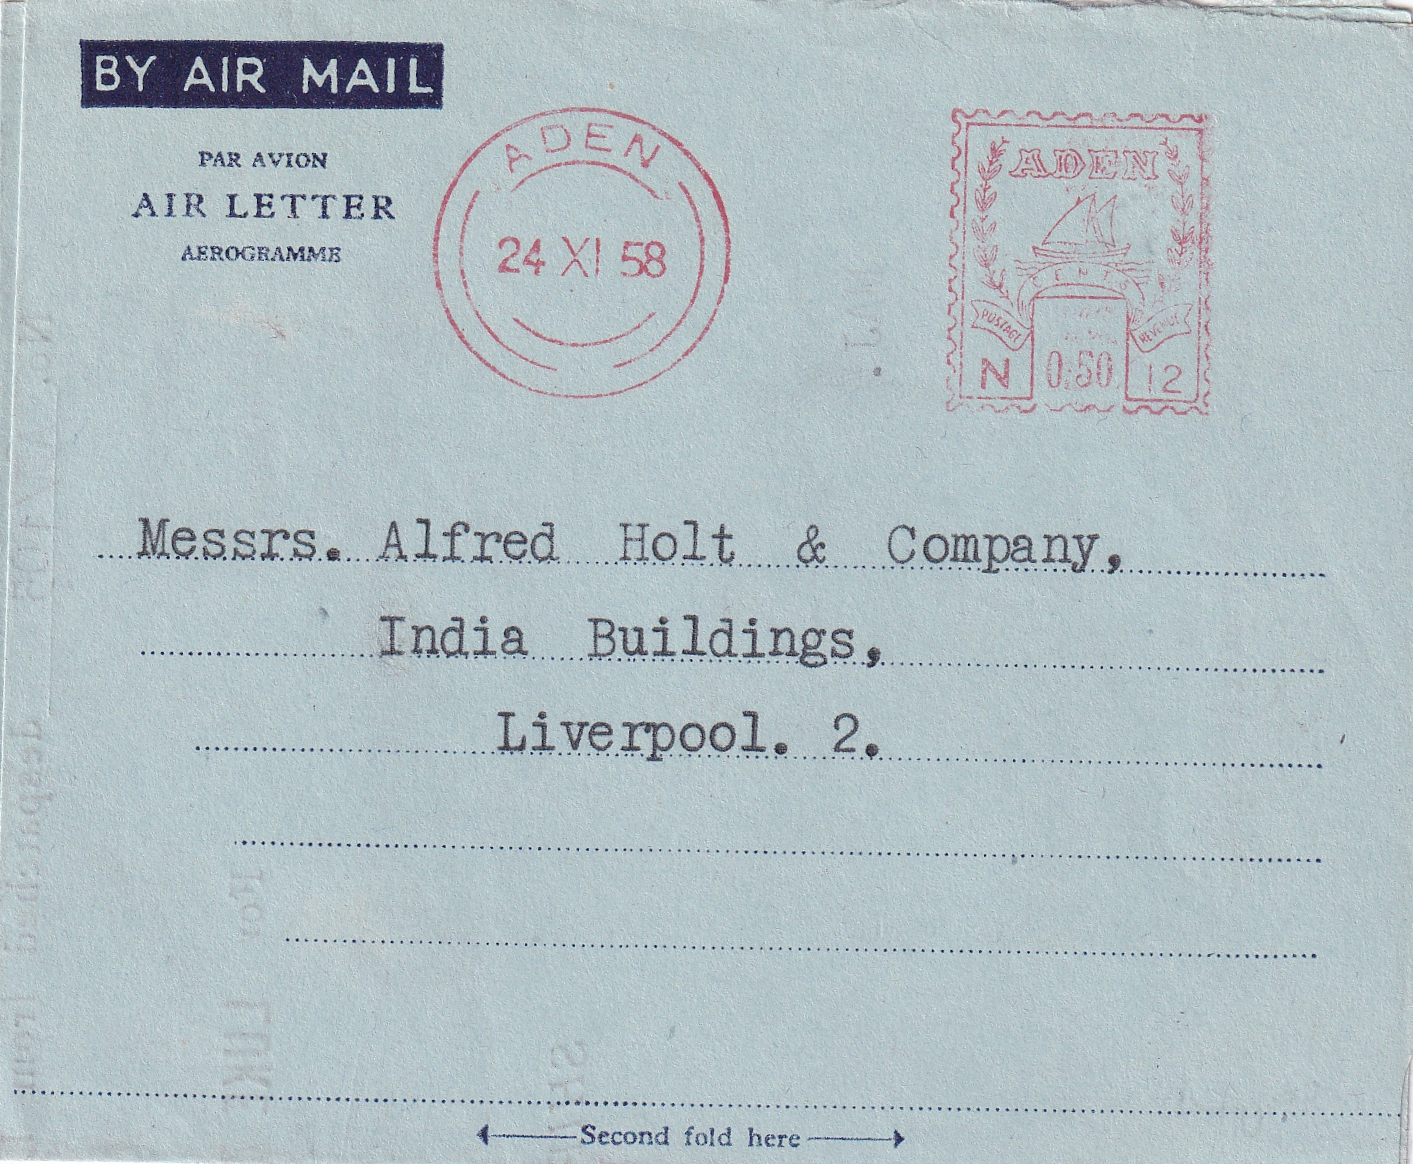 BY AIR MAIL
PAR AVION
AIR LETTER
AEROGRAMME
ADEN
24 XI 58
ADEN
CENTS
POSTAGE
REVENUE
N 0:50 12
Messrs. Alfred Holt & Company,
India Buildings,
Liverpool. 2.
Second fold here